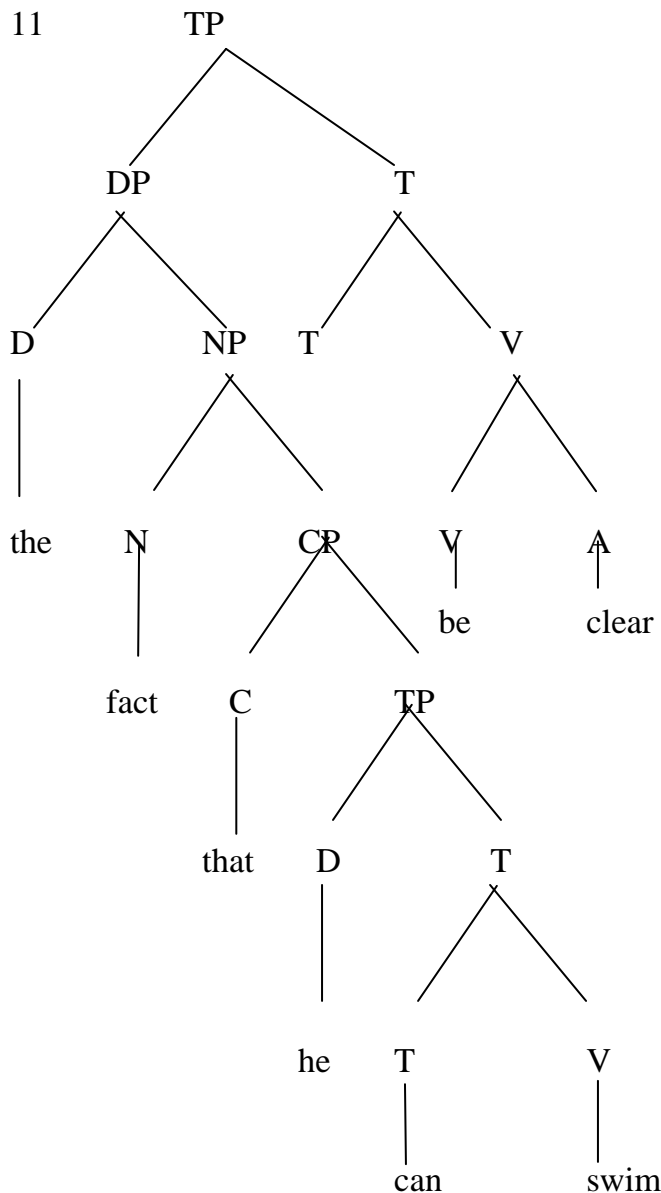 11 TP
DP T
D NP T V
the N CP V A
be clear
fact C TP
that D T
he T V
can swim